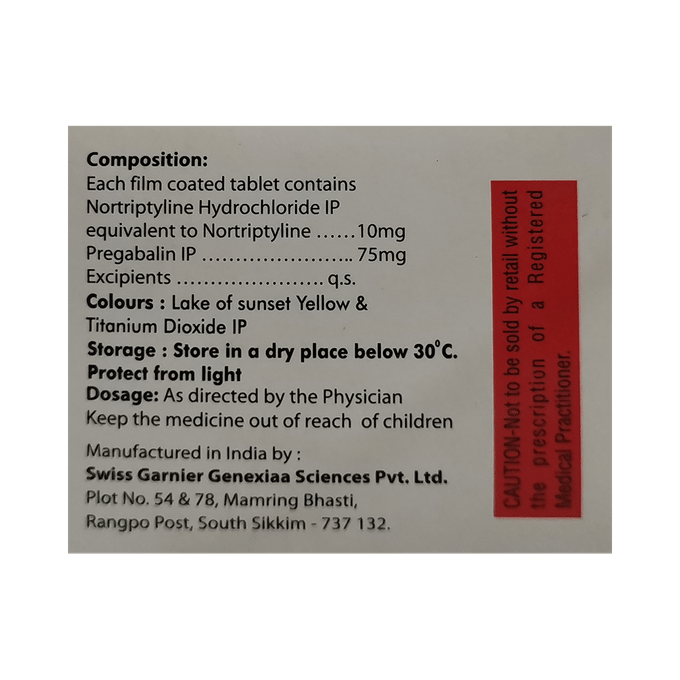 Composition:
Each film coated tablet contains
Nortriptyline Hydrochloride IP
equivalent to Nortriptyline ......10mg
Pregabalin IP ........................ 75mg
Excipients ....................... q.s.
Colours : Lake of sunset Yellow &
Titanium Dioxide IP
Storage : Store in a dry place below 30⁰C.
Protect from light
Dosage: As directed by the Physician
Keep the medicine out of reach of children
Manufactured in India by :
Swiss Garnier Genexiaa Sciences Pvt. Ltd.
Plot No. 54 & 78, Mamring Bhasti,
Rangpo Post, South Sikkim - 737 132.
CAUTION-Not to be sold by retail without
the prescription of a Registered
Medical Practitioner.